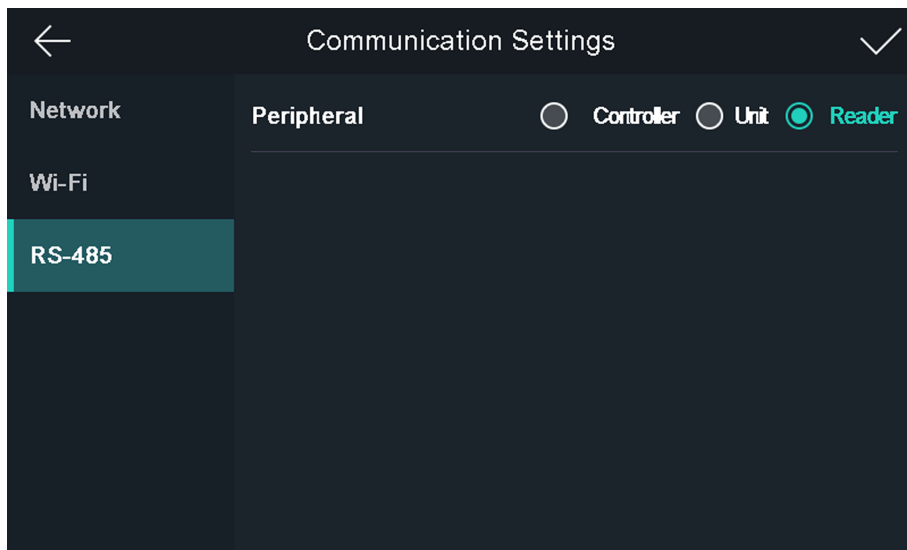 Communication Settings
Network
Wi-Fi
RS-485
Peripheral Controller Unit Reader